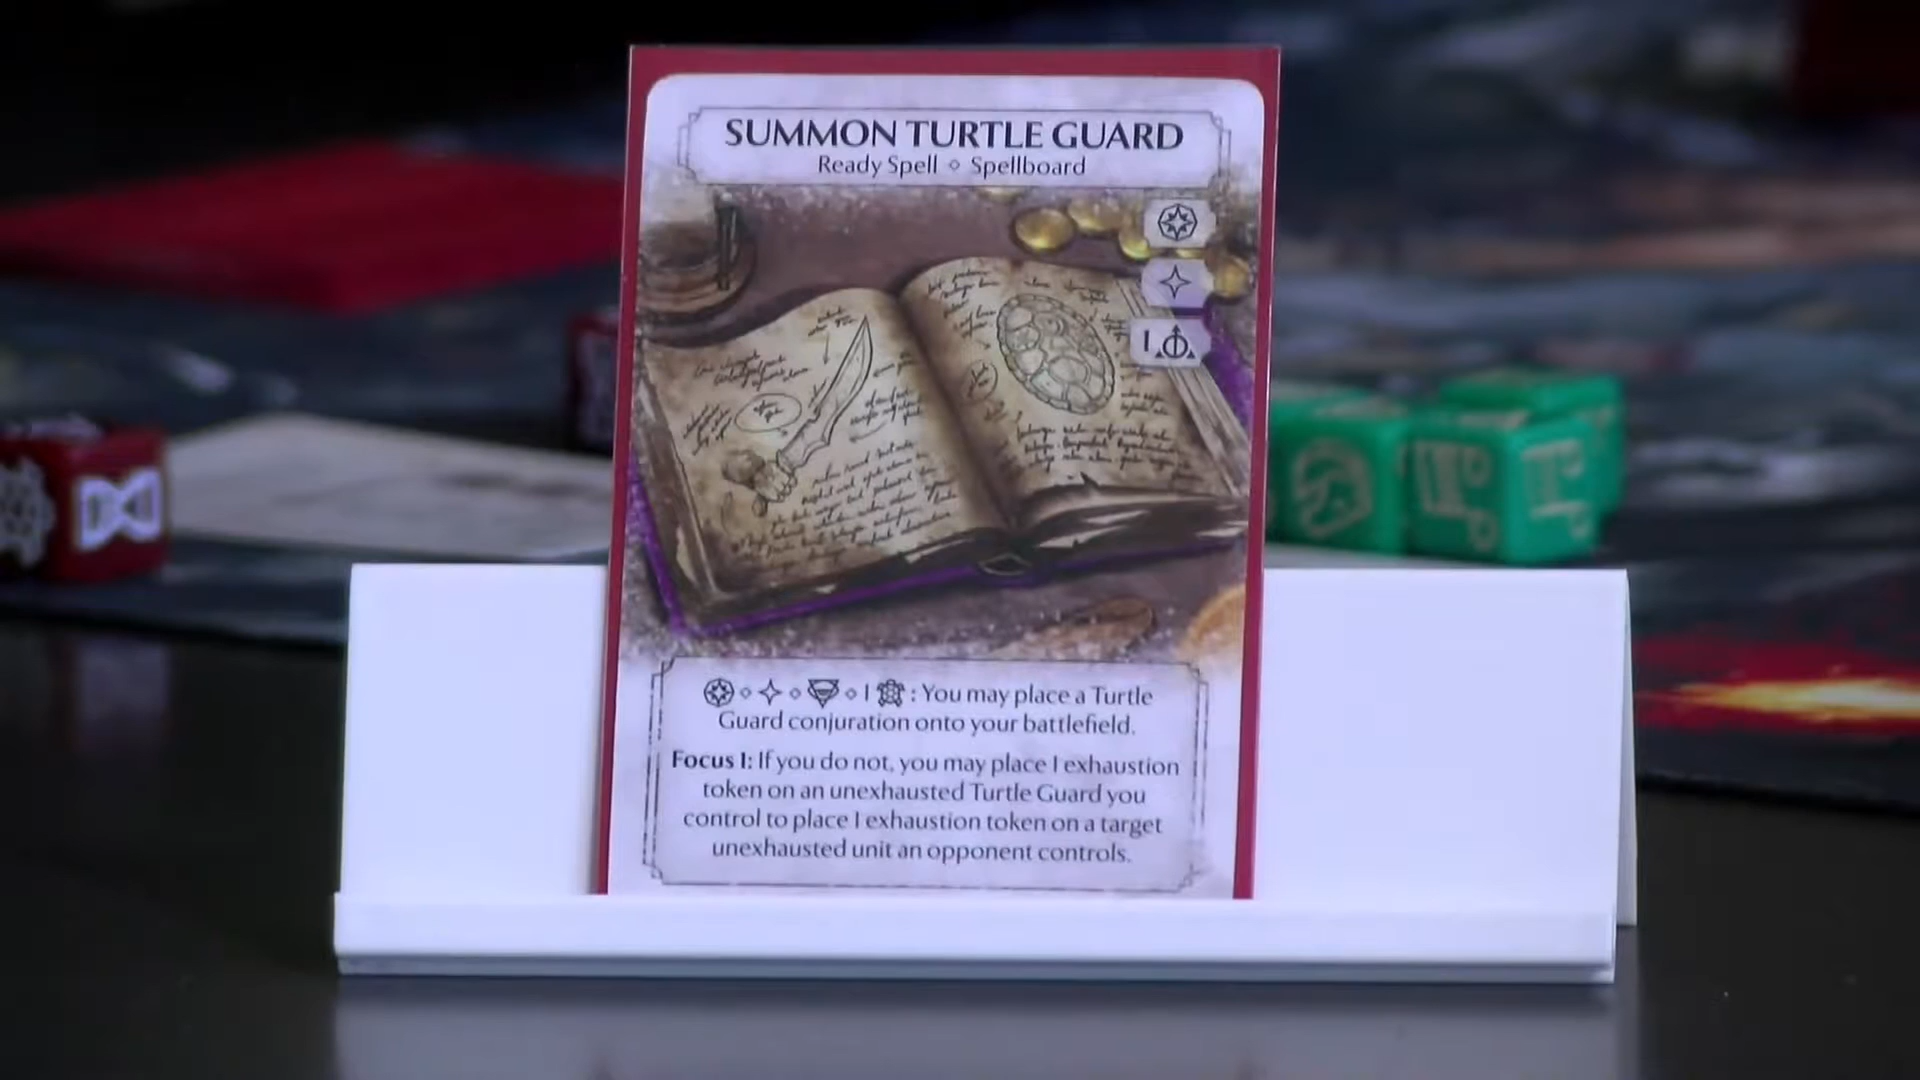 SUMMON TURTLE GUARD
Ready Spell ⋄ Spellboard
1
⋄ ⋄ ⋄ 1 : You may place a Turtle
Guard conjuration onto your battlefield.
Focus 1: If you do not, you may place 1 exhaustion
token on an unexhausted Turtle Guard you
control to place 1 exhaustion token on a target
unexhausted unit an opponent controls.